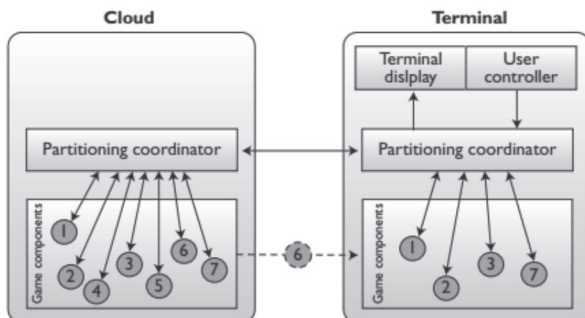 Cloud
Terminal
Terminal
dislplay
User
controller
Partitioning coordinator
Partitioning coordinator
Game components
1
2
4
3
5
6
7
6
Game components
1
2
3
7